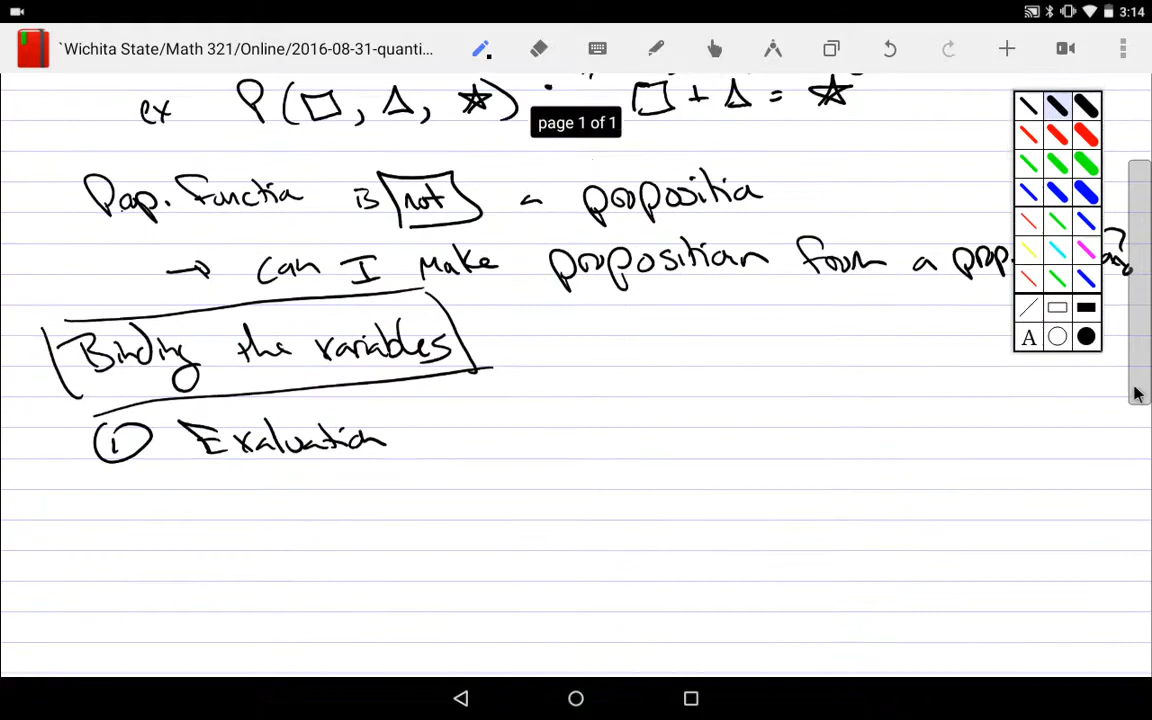 3:14
`Wichita State/Math 321/Online/2016-08-31-quanti...
ex P(□, △, ☆) : □ + △ = ☆
page 1 of 1
Prop. Function is not a proposition
→ can I make proposition from a prop.
Binding the variables
① Evaluation
A